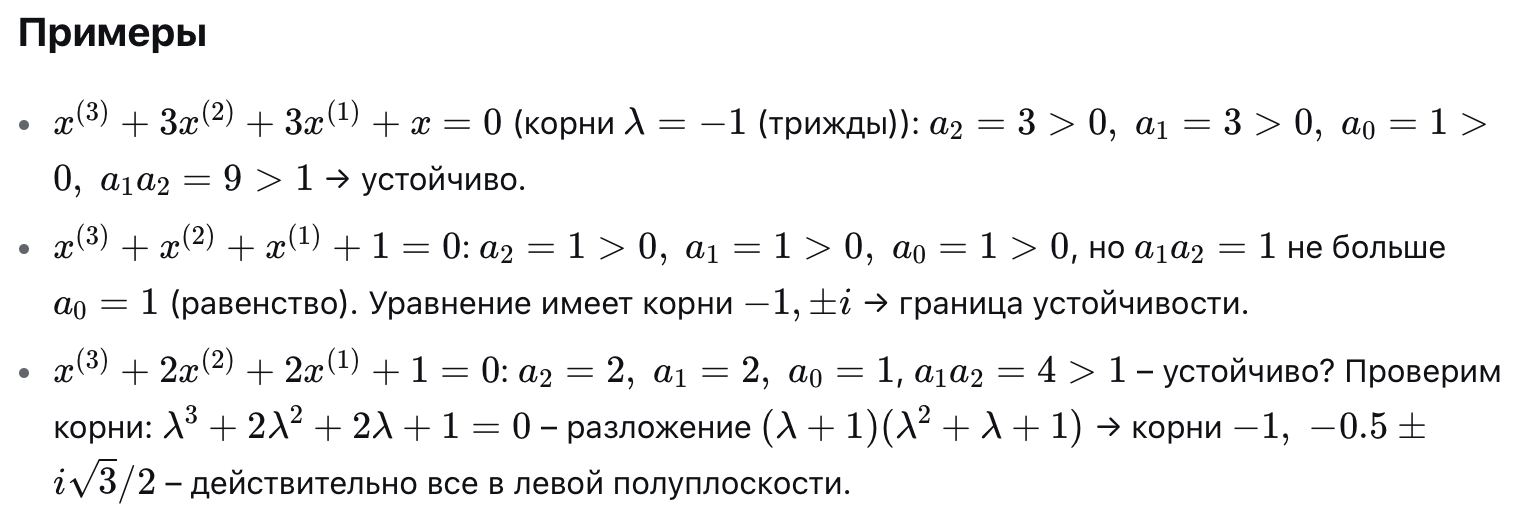 Примеры
• x⁽³⁾ + 3x⁽²⁾ + 3x⁽¹⁾ + x = 0 (корни λ = −1 (трижды)): a₂ = 3 > 0, a₁ = 3 > 0, a₀ = 1 >
0, a₁a₂ = 9 > 1 → устойчиво.
• x⁽³⁾ + x⁽²⁾ + x⁽¹⁾ + 1 = 0: a₂ = 1 > 0, a₁ = 1 > 0, a₀ = 1 > 0, но a₁a₂ = 1 не больше
a₀ = 1 (равенство). Уравнение имеет корни −1, ±i → граница устойчивости.
• x⁽³⁾ + 2x⁽²⁾ + 2x⁽¹⁾ + 1 = 0: a₂ = 2, a₁ = 2, a₀ = 1, a₁a₂ = 4 > 1 – устойчиво? Проверим
корни: λ³ + 2λ² + 2λ + 1 = 0 – разложение (λ + 1)(λ² + λ + 1) → корни −1, −0.5 ±
i√3/2 – действительно все в левой полуплоскости.